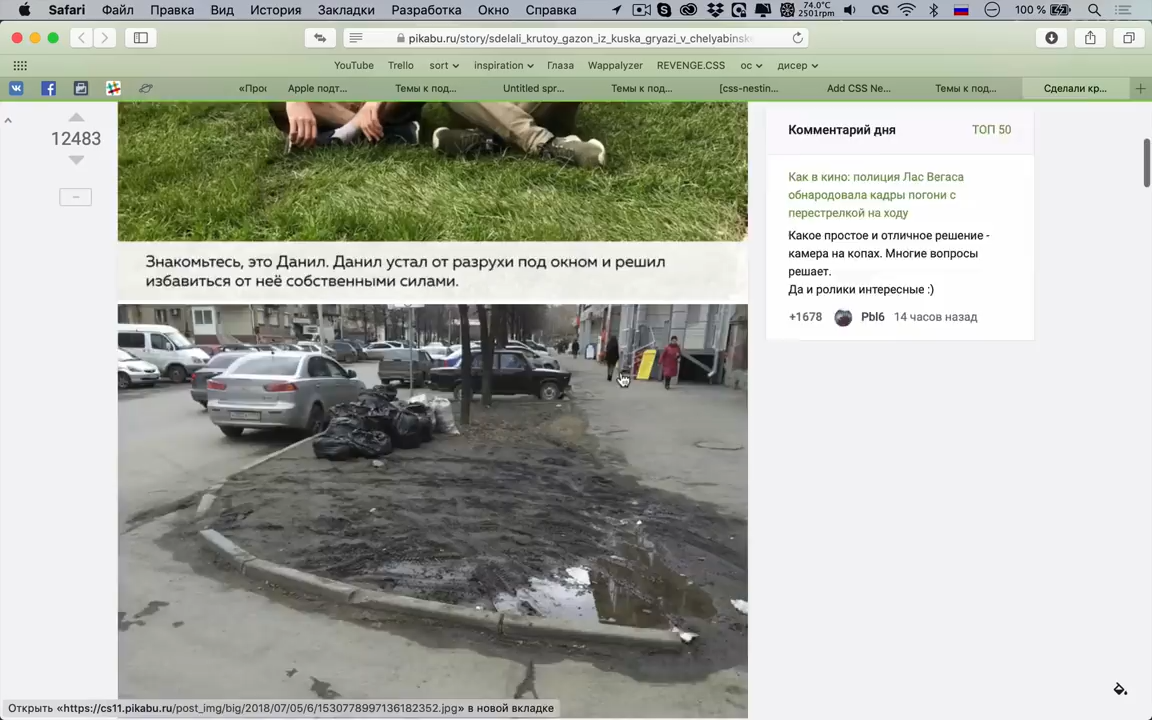 Safari Файл Правка Вид История Закладки Разработка Окно Справка 74.0°C 2501rpm 100 %
pikabu.ru/story/sdelali_krutoy_gazon_iz_kuska_gryazi_v_chelyabinske
YouTube Trello sort inspiration Глаза Wappalyzer REVENGE.CSS ос дисер
«Прос Apple подт... Темы к под... Untitled spr... Темы к под... [css-nestin... Add CSS Ne... Темы к под... Сделали кр...
12483
Комментарий дня ТОП 50
Как в кино: полиция Лас Вегаса
обнародовала кадры погони с
перестрелкой на ходу
Какое простое и отличное решение -
камера на копах. Многие вопросы
решает.
Да и ролики интересные :)
+1678 Pbl6 14 часов назад
Знакомьтесь, это Данил. Данил устал от разрухи под окном и решил
избавиться от неё собственными силами.
Открыть «https://cs11.pikabu.ru/post_img/big/2018/07/05/6/1530778997136182352.jpg» в новой вкладке